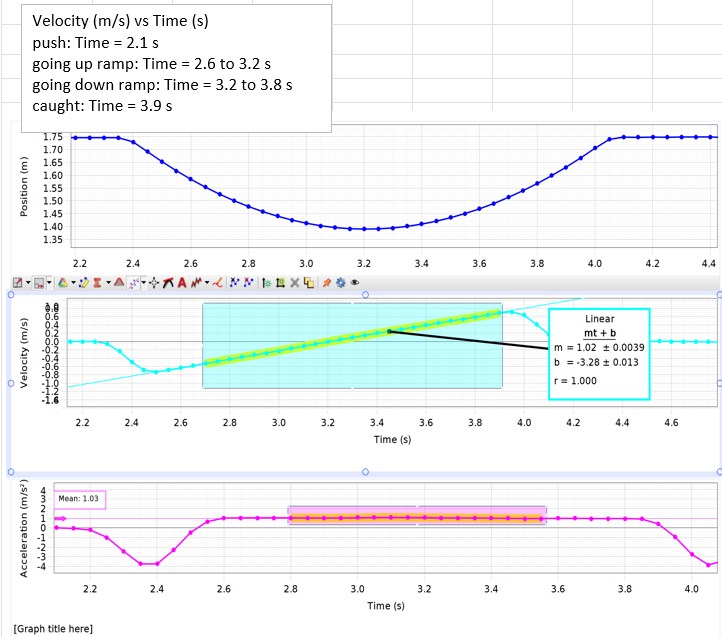 Velocity (m/s) vs Time (s)
push: Time = 2.1 s
going up ramp: Time = 2.6 to 3.2 s
going down ramp: Time = 3.2 to 3.8 s
caught: Time = 3.9 s
Position (m)
1.75
1.70
1.65
1.60
1.55
1.50
1.45
1.40
1.35
2.2 2.4 2.6 2.8 3.0 3.2 3.4 3.6 3.8 4.0 4.2 4.4
Velocity (m/s)
0.6
0.4
0.2
0.0
-0.2
-0.4
-0.6
-0.8
-1.0
-1.2
Linear
mt + b
m = 1.02 ± 0.0039
b = -3.28 ± 0.013
r = 1.000
2.2 2.4 2.6 2.8 3.0 3.2 3.4 3.6 3.8 4.0 4.2 4.4 4.6
Time (s)
Acceleration (m/s²)
4
3
2
1
0
-1
-2
-3
-4
Mean: 1.03
2.2 2.4 2.6 2.8 3.0 3.2 3.4 3.6 3.8 4.0
Time (s)
[Graph title here]